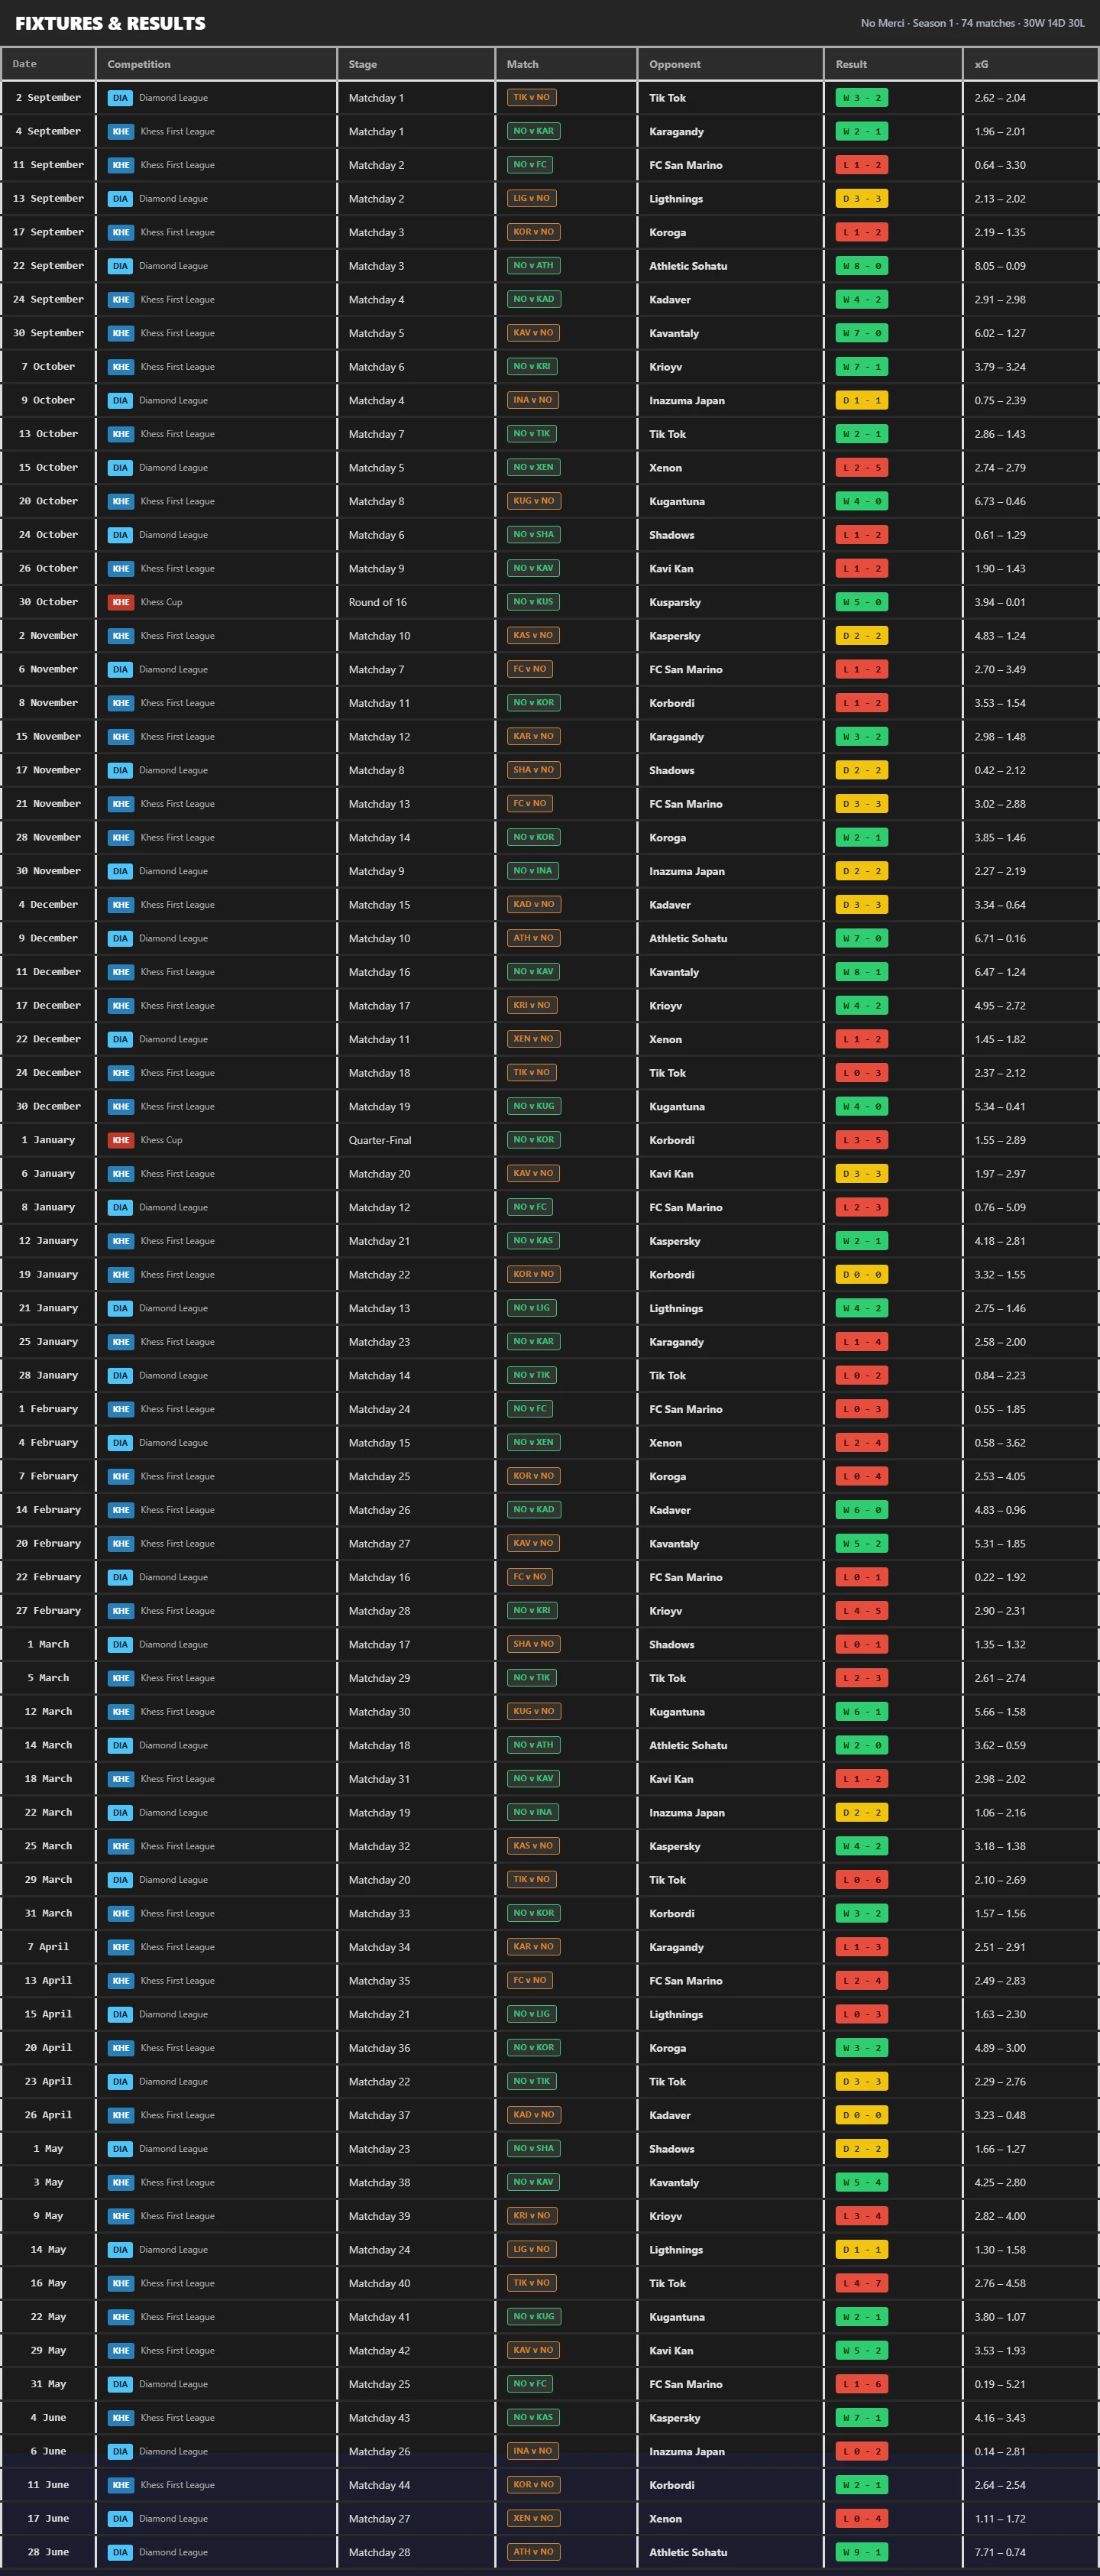 FIXTURES & RESULTS No Merci · Season 1 · 74 matches · 30W 14D 30L
Date Competition Stage Match Opponent Result xG
2 September DIA Diamond League Matchday 1 TIK v NO Tik Tok W 3 - 2 2.62 – 2.04
4 September KHE Khess First League Matchday 1 NO v KAR Karagandy W 2 - 1 1.96 – 2.01
11 September KHE Khess First League Matchday 2 NO v FC FC San Marino L 1 - 2 0.64 – 3.30
13 September DIA Diamond League Matchday 2 LIG v NO Ligthnings D 3 - 3 2.13 – 2.02
17 September KHE Khess First League Matchday 3 KOR v NO Koroga L 1 - 2 2.19 – 1.35
22 September DIA Diamond League Matchday 3 NO v ATH Athletic Sohatu W 8 - 0 8.05 – 0.09
24 September KHE Khess First League Matchday 4 NO v KAD Kadaver W 4 - 2 2.91 – 2.98
30 September KHE Khess First League Matchday 5 KAV v NO Kavantaly W 7 - 0 6.02 – 1.27
7 October KHE Khess First League Matchday 6 NO v KRI Krioyv W 7 - 1 3.79 – 3.24
9 October DIA Diamond League Matchday 4 INA v NO Inazuma Japan D 1 - 1 0.75 – 2.39
13 October KHE Khess First League Matchday 7 NO v TIK Tik Tok W 2 - 1 2.86 – 1.43
15 October DIA Diamond League Matchday 5 NO v XEN Xenon L 2 - 5 2.74 – 2.79
20 October KHE Khess First League Matchday 8 KUG v NO Kugantuna W 4 - 0 6.73 – 0.46
24 October DIA Diamond League Matchday 6 NO v SHA Shadows L 1 - 2 0.61 – 1.29
26 October KHE Khess First League Matchday 9 NO v KAV Kavi Kan L 1 - 2 1.90 – 1.43
30 October KHE Khess Cup Round of 16 NO v KUS Kusparsky W 5 - 0 3.94 – 0.01
2 November KHE Khess First League Matchday 10 KAS v NO Kaspersky D 2 - 2 4.83 – 1.24
6 November DIA Diamond League Matchday 7 FC v NO FC San Marino L 1 - 2 2.70 – 3.49
8 November KHE Khess First League Matchday 11 NO v KOR Korbordi L 1 - 2 3.53 – 1.54
15 November KHE Khess First League Matchday 12 KAR v NO Karagandy W 3 - 2 2.98 – 1.48
17 November DIA Diamond League Matchday 8 SHA v NO Shadows D 2 - 2 0.42 – 2.12
21 November KHE Khess First League Matchday 13 FC v NO FC San Marino D 3 - 3 3.02 – 2.88
28 November KHE Khess First League Matchday 14 NO v KOR Koroga W 2 - 1 3.85 – 1.46
30 November DIA Diamond League Matchday 9 NO v INA Inazuma Japan D 2 - 2 2.27 – 2.19
4 December KHE Khess First League Matchday 15 KAD v NO Kadaver D 3 - 3 3.34 – 0.64
9 December DIA Diamond League Matchday 10 ATH v NO Athletic Sohatu W 7 - 0 6.71 – 0.16
11 December KHE Khess First League Matchday 16 NO v KAV Kavantaly W 8 - 1 6.47 – 1.24
17 December KHE Khess First League Matchday 17 KRI v NO Krioyv W 4 - 2 4.95 – 2.72
22 December DIA Diamond League Matchday 11 XEN v NO Xenon L 1 - 2 1.45 – 1.82
24 December KHE Khess First League Matchday 18 TIK v NO Tik Tok L 0 - 3 2.37 – 2.12
30 December KHE Khess First League Matchday 19 NO v KUG Kugantuna W 4 - 0 5.34 – 0.41
1 January KHE Khess Cup Quarter-Final NO v KOR Korbordi L 3 - 5 1.55 – 2.89
6 January KHE Khess First League Matchday 20 KAV v NO Kavi Kan D 3 - 3 1.97 – 2.97
8 January DIA Diamond League Matchday 12 NO v FC FC San Marino L 2 - 3 0.76 – 5.09
12 January KHE Khess First League Matchday 21 NO v KAS Kaspersky W 2 - 1 4.18 – 2.81
19 January KHE Khess First League Matchday 22 KOR v NO Korbordi D 0 - 0 3.32 – 1.55
21 January DIA Diamond League Matchday 13 NO v LIG Ligthnings W 4 - 2 2.75 – 1.46
25 January KHE Khess First League Matchday 23 NO v KAR Karagandy L 1 - 4 2.58 – 2.00
28 January DIA Diamond League Matchday 14 NO v TIK Tik Tok L 0 - 2 0.84 – 2.23
1 February KHE Khess First League Matchday 24 NO v FC FC San Marino L 0 - 3 0.55 – 1.85
4 February DIA Diamond League Matchday 15 NO v XEN Xenon L 2 - 4 0.58 – 3.62
7 February KHE Khess First League Matchday 25 KOR v NO Koroga L 0 - 4 2.53 – 4.05
14 February KHE Khess First League Matchday 26 NO v KAD Kadaver W 6 - 0 4.83 – 0.96
20 February KHE Khess First League Matchday 27 KAV v NO Kavantaly W 5 - 2 5.31 – 1.85
22 February DIA Diamond League Matchday 16 FC v NO FC San Marino L 0 - 1 0.22 – 1.92
27 February KHE Khess First League Matchday 28 NO v KRI Krioyv L 4 - 5 2.90 – 2.31
1 March DIA Diamond League Matchday 17 SHA v NO Shadows L 0 - 1 1.35 – 1.32
5 March KHE Khess First League Matchday 29 NO v TIK Tik Tok L 2 - 3 2.61 – 2.74
12 March KHE Khess First League Matchday 30 KUG v NO Kugantuna W 6 - 1 5.66 – 1.58
14 March DIA Diamond League Matchday 18 NO v ATH Athletic Sohatu W 2 - 0 3.62 – 0.59
18 March KHE Khess First League Matchday 31 NO v KAV Kavi Kan L 1 - 2 2.98 – 2.02
22 March DIA Diamond League Matchday 19 NO v INA Inazuma Japan D 2 - 2 1.06 – 2.16
25 March KHE Khess First League Matchday 32 KAS v NO Kaspersky W 4 - 2 3.18 – 1.38
29 March DIA Diamond League Matchday 20 TIK v NO Tik Tok L 0 - 6 2.10 – 2.69
31 March KHE Khess First League Matchday 33 NO v KOR Korbordi W 3 - 2 1.57 – 1.56
7 April KHE Khess First League Matchday 34 KAR v NO Karagandy L 1 - 3 2.51 – 2.91
13 April KHE Khess First League Matchday 35 FC v NO FC San Marino L 2 - 4 2.49 – 2.83
15 April DIA Diamond League Matchday 21 NO v LIG Ligthnings L 0 - 3 1.63 – 2.30
20 April KHE Khess First League Matchday 36 NO v KOR Koroga W 3 - 2 4.89 – 3.00
23 April DIA Diamond League Matchday 22 NO v TIK Tik Tok D 3 - 3 2.29 – 2.76
26 April KHE Khess First League Matchday 37 KAD v NO Kadaver D 0 - 0 3.23 – 0.48
1 May DIA Diamond League Matchday 23 NO v SHA Shadows D 2 - 2 1.66 – 1.27
3 May KHE Khess First League Matchday 38 NO v KAV Kavantaly W 5 - 4 4.25 – 2.80
9 May KHE Khess First League Matchday 39 KRI v NO Krioyv L 3 - 4 2.82 – 4.00
14 May DIA Diamond League Matchday 24 LIG v NO Ligthnings D 1 - 1 1.30 – 1.58
16 May KHE Khess First League Matchday 40 TIK v NO Tik Tok L 4 - 7 2.76 – 4.58
22 May KHE Khess First League Matchday 41 NO v KUG Kugantuna W 2 - 1 3.80 – 1.07
29 May KHE Khess First League Matchday 42 KAV v NO Kavi Kan W 5 - 2 3.53 – 1.93
31 May DIA Diamond League Matchday 25 NO v FC FC San Marino L 1 - 6 0.19 – 5.21
4 June KHE Khess First League Matchday 43 NO v KAS Kaspersky W 7 - 1 4.16 – 3.43
6 June DIA Diamond League Matchday 26 INA v NO Inazuma Japan L 0 - 2 0.14 – 2.81
11 June KHE Khess First League Matchday 44 KOR v NO Korbordi W 2 - 1 2.64 – 2.54
17 June DIA Diamond League Matchday 27 XEN v NO Xenon L 0 - 4 1.11 – 1.72
28 June DIA Diamond League Matchday 28 ATH v NO Athletic Sohatu W 9 - 1 7.71 – 0.74